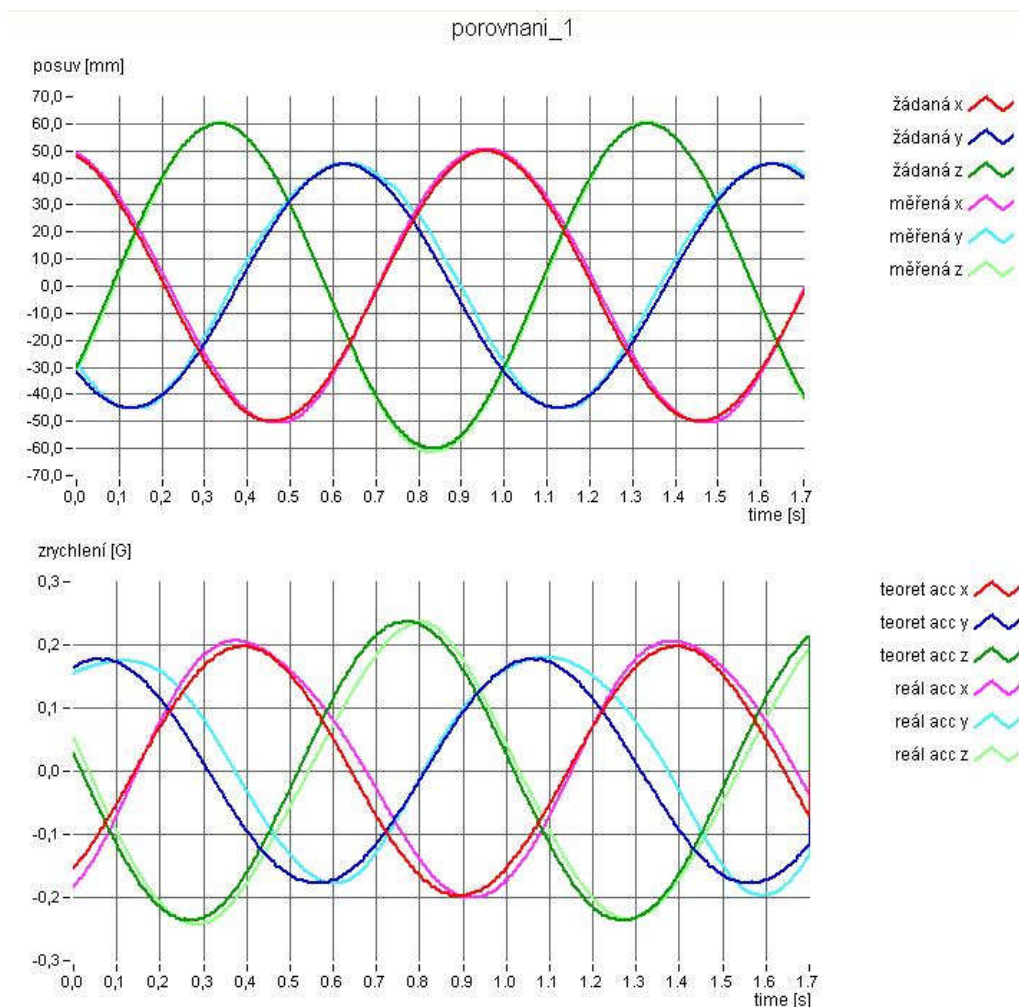 porovnani_1
posuv [mm]
70,0
60,0
50,0
40,0
30,0
20,0
10,0
0,0
-10,0
-20,0
-30,0
-40,0
-50,0
-60,0
-70,0
0,0 0,1 0,2 0,3 0,4 0.5 0.6 0.7 0.8 0.9 1.0 1.1 1.2 1.3 1.4 1.5 1.6 1.7
time [s]
žádaná x
žádaná y
žádaná z
měřená x
měřená y
měřená z
zrychlení [G]
0,3
0,2
0,1
0,0
-0,1
-0,2
-0,3
0,0 0,1 0,2 0,3 0,4 0.5 0.6 0.7 0.8 0.9 1.0 1.1 1.2 1.3 1.4 1.5 1.6 1.7
time [s]
teoret acc x
teoret acc y
teoret acc z
reál acc x
reál acc y
reál acc z